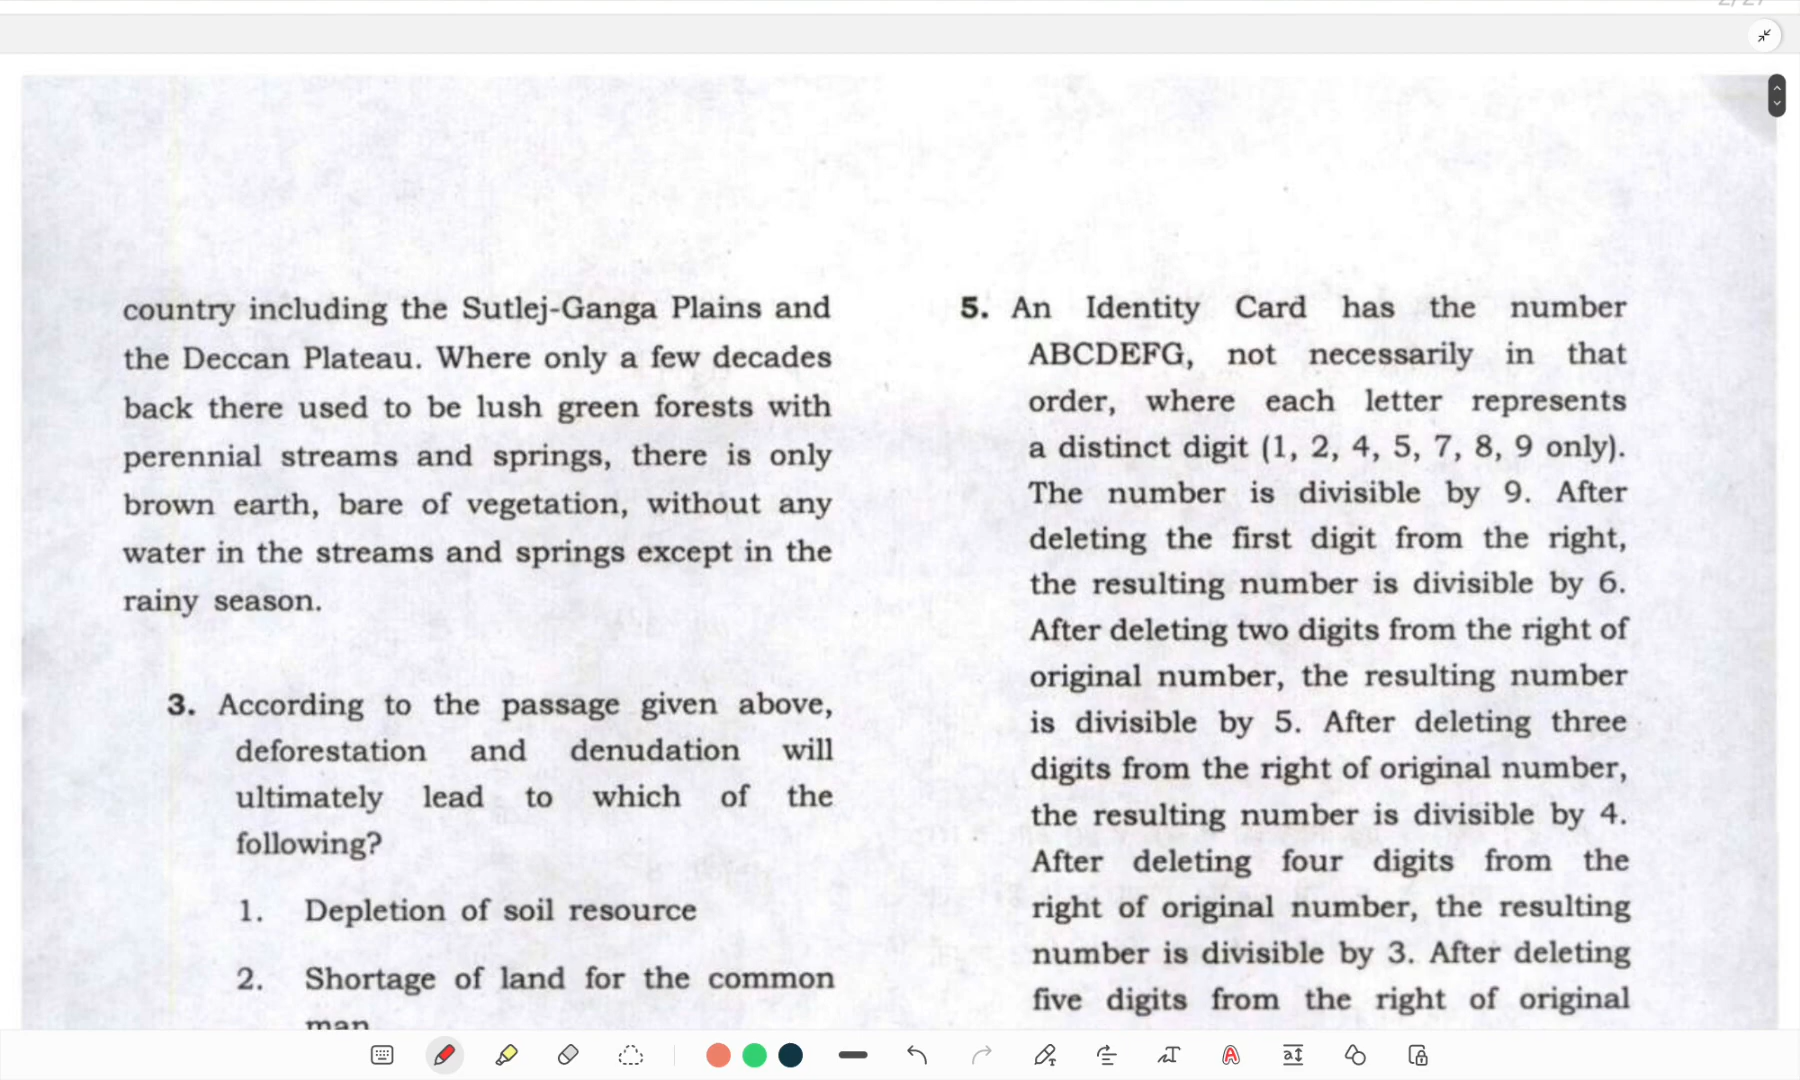 country including the Sutlej-Ganga Plains and
the Deccan Plateau. Where only a few decades
back there used to be lush green forests with
perennial streams and springs, there is only
brown earth, bare of vegetation, without any
water in the streams and springs except in the
rainy season.
3. According to the passage given above,
deforestation and denudation will
ultimately lead to which of the
following?
1. Depletion of soil resource
2. Shortage of land for the common
man
5. An Identity Card has the number
ABCDEFG, not necessarily in that
order, where each letter represents
a distinct digit (1, 2, 4, 5, 7, 8, 9 only).
The number is divisible by 9. After
deleting the first digit from the right,
the resulting number is divisible by 6.
After deleting two digits from the right of
original number, the resulting number
is divisible by 5. After deleting three
digits from the right of original number,
the resulting number is divisible by 4.
After deleting four digits from the
right of original number, the resulting
number is divisible by 3. After deleting
five digits from the right of original